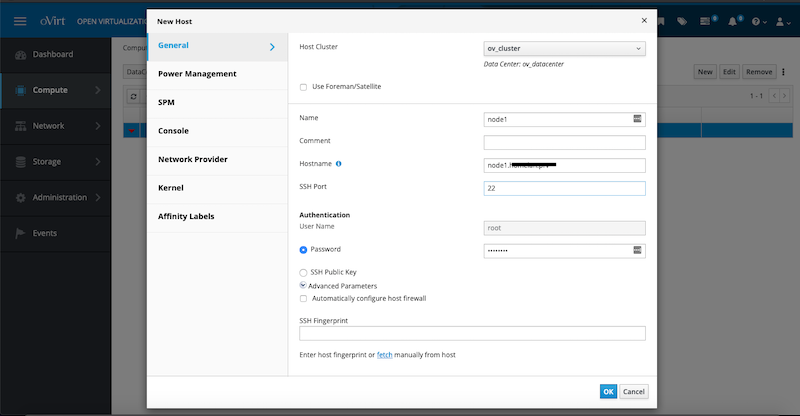 oVirt OPEN VIRTUALIZATIO
New Host
Dashboard
Compute
Network
Storage
Administration
Events
Compu
DataC
New Edit Remove
1 - 1
General
Power Management
SPM
Console
Network Provider
Kernel
Affinity Labels
Host Cluster
ov_cluster
Data Center: ov_datacenter
Use Foreman/Satellite
Name
node1
Comment
Hostname
node1.
SSH Port
22
Authentication
User Name
root
Password
••••••••
SSH Public Key
Advanced Parameters
Automatically configure host firewall
SSH Fingerprint
Enter host fingerprint or fetch manually from host
OK Cancel